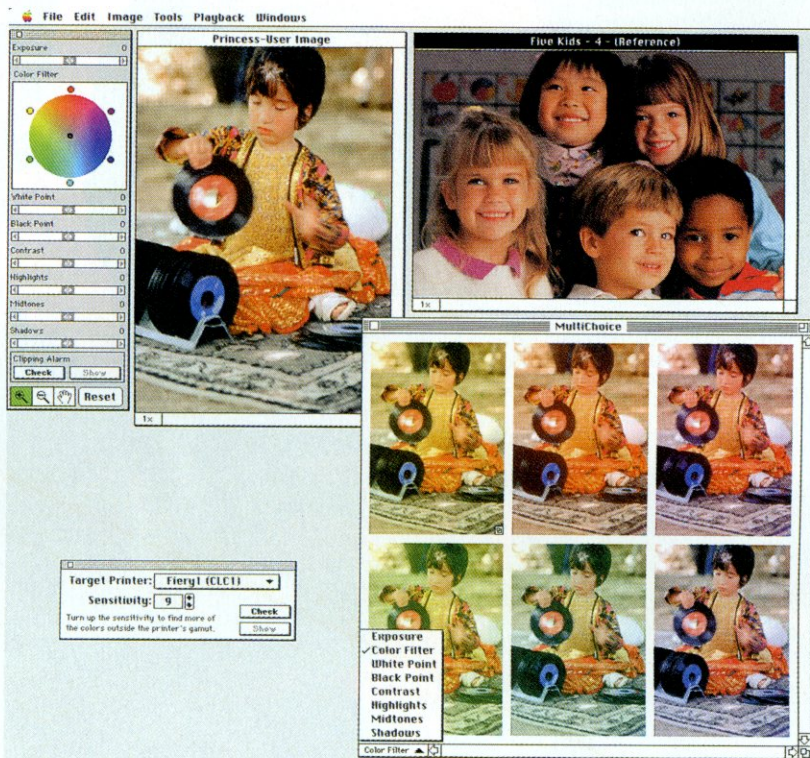 File Edit Image Tools Playback Windows
Exposure 0
Color Filter
White Point 0
Black Point 0
Contrast 0
Highlights 0
Midtones 0
Shadows 0
Clipping Alarm
Check Show
Reset
Princess-User Image
1x
Five Kids - 4 - (Reference)
1x
MultiChoice
Exposure
✓Color Filter
White Point
Black Point
Contrast
Highlights
Midtones
Shadows
Color Filter
Target Printer: Fiery1 (CLC1)
Sensitivity: 9
Turn up the sensitivity to find more of
the colors outside the printer's gamut.
Check
Show